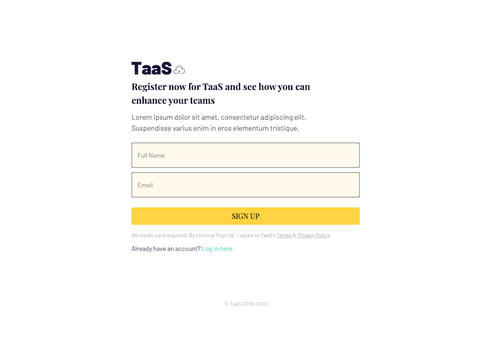 TaaS
Register now for TaaS and see how you can
enhance your teams
Lorem ipsum dolor sit amet, consectetur adipiscing elit.
Suspendisse varius enim in eros elementum tristique.
Full Name
Email
SIGN UP
No credit card required. By clicking 'Sign Up', I agree to TaaS's Terms & Privacy Policy.
Already have an account? Log in here.
© TaaS 2019-2020